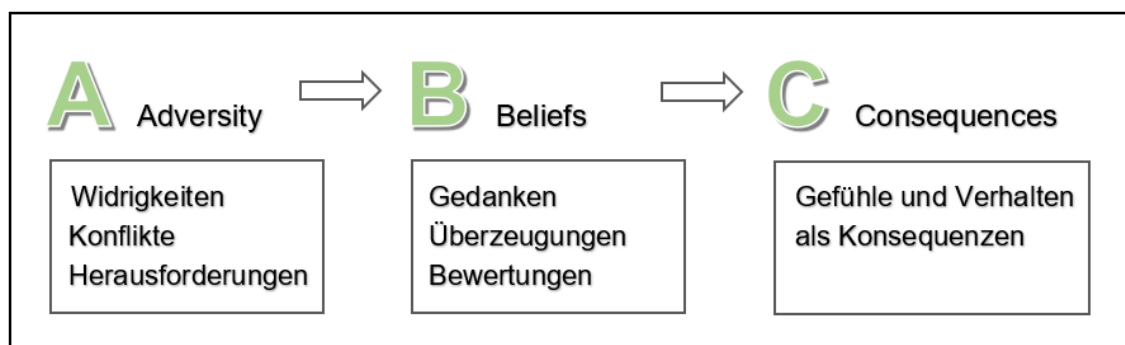 A Adversity
B Beliefs
C Consequences
Widrigkeiten
Konflikte
Herausforderungen
Gedanken
Überzeugungen
Bewertungen
Gefühle und Verhalten
als Konsequenzen